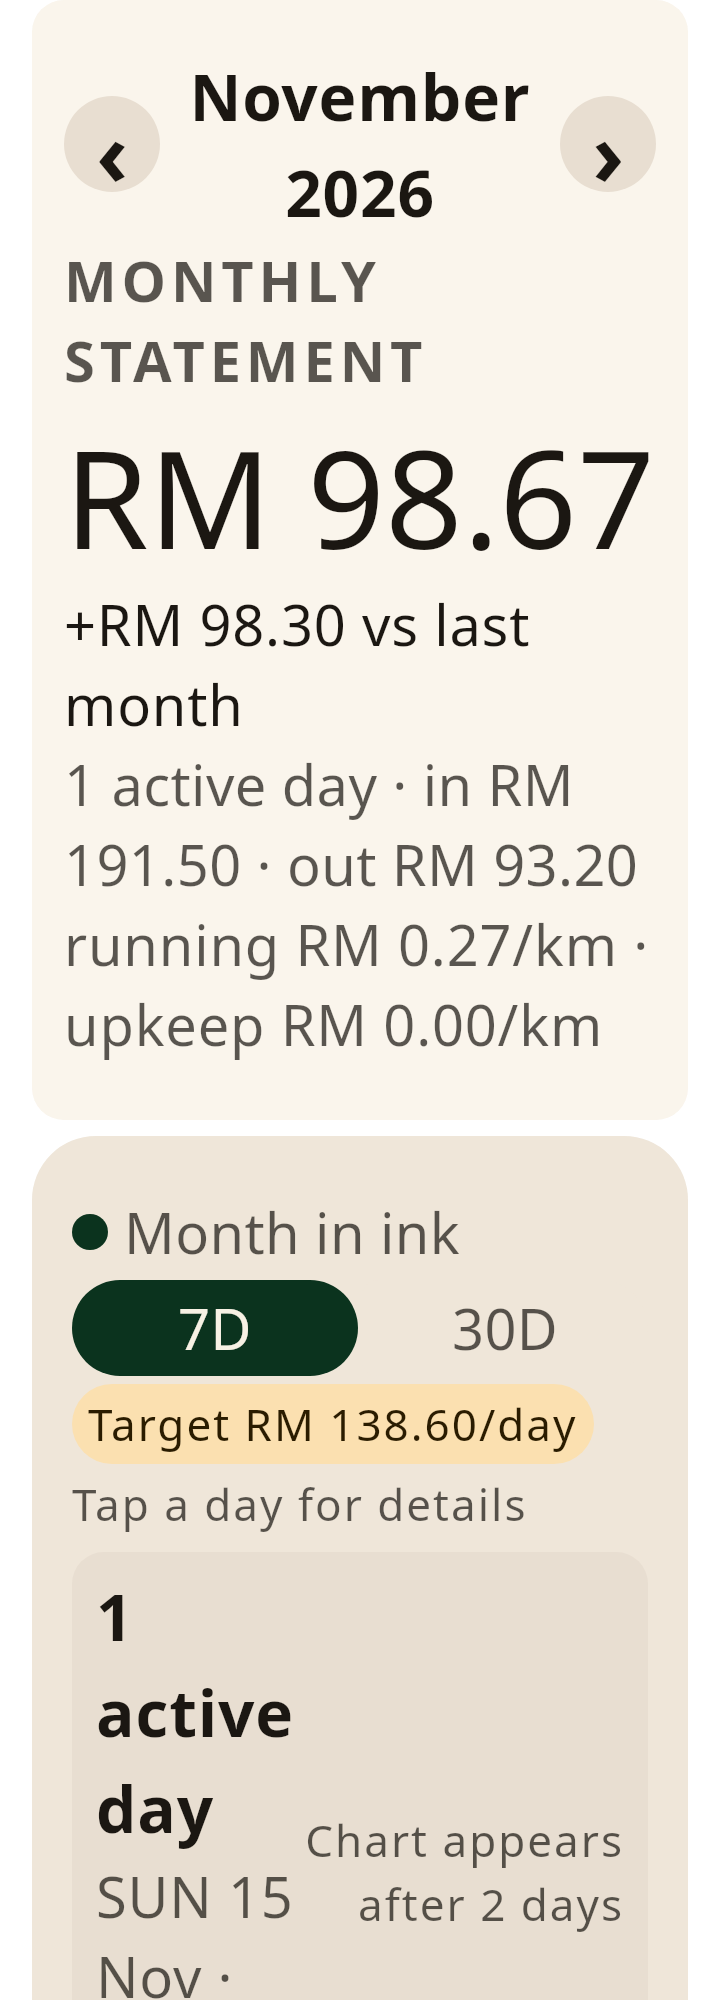 ‹
November
2026
›
MONTHLY
STATEMENT
RM 98.67
+RM 98.30 vs last
month
1 active day · in RM
191.50 · out RM 93.20
running RM 0.27/km ·
upkeep RM 0.00/km
Month in ink
7D
30D
Target RM 138.60/day
Tap a day for details
1
active
day
SUN 15
Nov ·
Chart appears
after 2 days